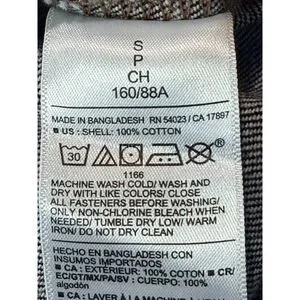 S
P
CH
160/88A
MADE IN BANGLADESH RN 54023 / CA 17897
■ US : SHELL: 100% COTTON
30
1166
MACHINE WASH COLD/ WASH AND
DRY WITH LIKE COLORS/ CLOSE
ALL FASTENERS BEFORE WASHING/
ONLY NON-CHLORINE BLEACH WHEN
NEEDED/ TUMBLE DRY LOW/ WARM
IRON/ DO NOT DRY CLEAN
HECHO EN BANGLADESH CON
INSUMOS IMPORTADOS
■ CA : EXTÉRIEUR: 100% COTON ■ CR/
EC/GT/MX/PA/SV : CUERPO: 100%
algodón
■ CA : LAVER À LA MACHINE À